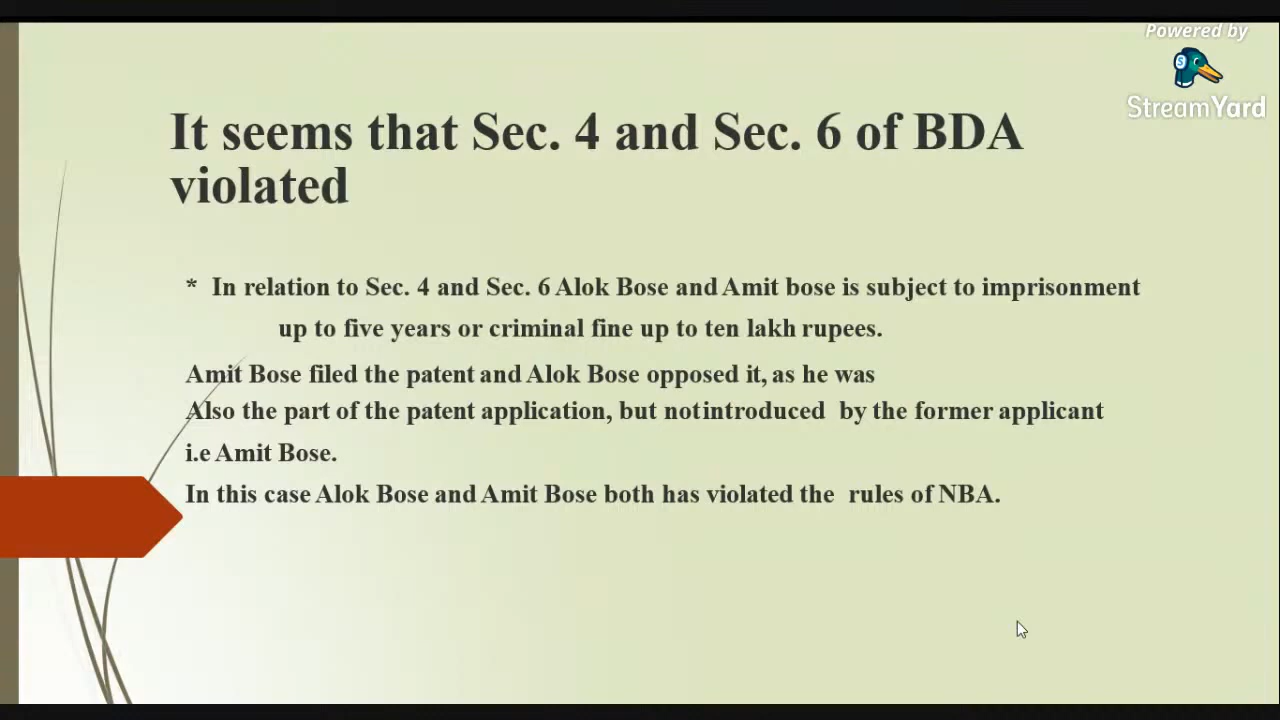 Powered by
StreamYard
It seems that Sec. 4 and Sec. 6 of BDA
violated
* In relation to Sec. 4 and Sec. 6 Alok Bose and Amit bose is subject to imprisonment
up to five years or criminal fine up to ten lakh rupees.
Amit Bose filed the patent and Alok Bose opposed it, as he was
Also the part of the patent application, but notintroduced by the former applicant
i.e Amit Bose.
In this case Alok Bose and Amit Bose both has violated the rules of NBA.